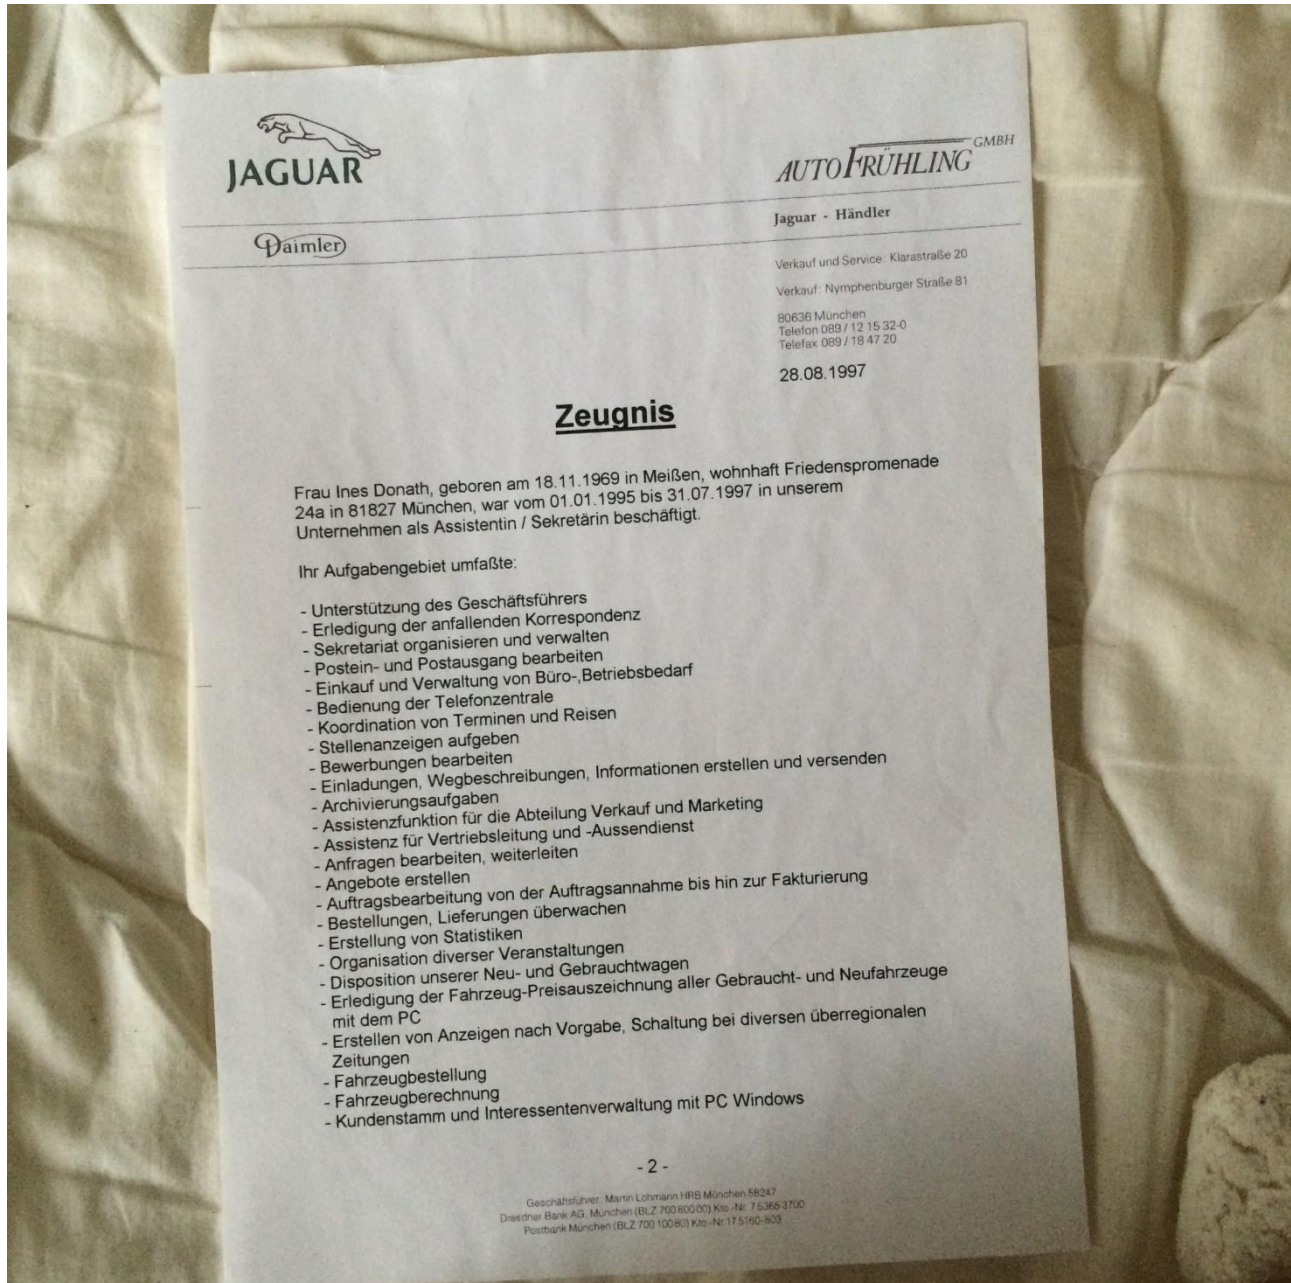 JAGUAR
AUTO FRÜHLING GMBH
Jaguar - Händler
Daimler
Verkauf und Service: Klarastraße 20
Verkauf: Nymphenburger Straße 81
80636 München
Telefon 089 / 12 15 32-0
Telefax 089 / 18 47 20
28.08.1997
Zeugnis
Frau Ines Donath, geboren am 18.11.1969 in Meißen, wohnhaft Friedenspromenade
24a in 81827 München, war vom 01.01.1995 bis 31.07.1997 in unserem
Unternehmen als Assistentin / Sekretärin beschäftigt.
Ihr Aufgabengebiet umfaßte:
- Unterstützung des Geschäftsführers
- Erledigung der anfallenden Korrespondenz
- Sekretariat organisieren und verwalten
- Postein- und Postausgang bearbeiten
- Einkauf und Verwaltung von Büro-,Betriebsbedarf
- Bedienung der Telefonzentrale
- Koordination von Terminen und Reisen
- Stellenanzeigen aufgeben
- Bewerbungen bearbeiten
- Einladungen, Wegbeschreibungen, Informationen erstellen und versenden
- Archivierungsaufgaben
- Assistenzfunktion für die Abteilung Verkauf und Marketing
- Assistenz für Vertriebsleitung und -Aussendienst
- Anfragen bearbeiten, weiterleiten
- Angebote erstellen
- Auftragsbearbeitung von der Auftragsannahme bis hin zur Fakturierung
- Bestellungen, Lieferungen überwachen
- Erstellung von Statistiken
- Organisation diverser Veranstaltungen
- Disposition unserer Neu- und Gebrauchtwagen
- Erledigung der Fahrzeug-Preisauszeichnung aller Gebraucht- und Neufahrzeuge
mit dem PC
- Erstellen von Anzeigen nach Vorgabe, Schaltung bei diversen überregionalen
Zeitungen
- Fahrzeugbestellung
- Fahrzeugberechnung
- Kundenstamm und Interessentenverwaltung mit PC Windows
- 2 -
Geschäftsführer: Martin Lohmann HRB München 58247
Dresdner Bank AG, München (BLZ 700 800 00) Kto.-Nr. 7 5365 3700
Postbank München (BLZ 700 100 80) Kto.-Nr. 17 5160-803